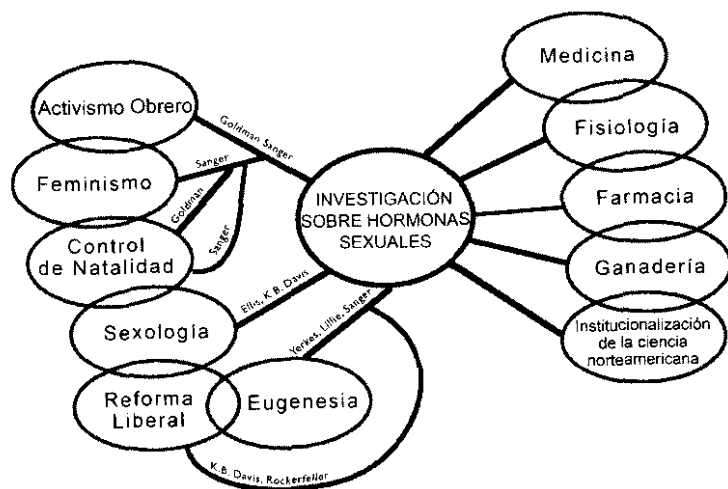 Activismo Obrero
Feminismo
Control
de Natalidad
Sexología
Reforma
Liberal
Eugenesia
Goldman Sanger
Sanger
Goldman
Sanger
Ellis, K.B. Davis
Yerkes, Lillie, Sanger
K.B. Davis, Rockerfellar
INVESTIGACIÓN
SOBRE HORMONAS
SEXUALES
Medicina
Fisiología
Farmacia
Ganadería
Institucionalización
de la ciencia
norteamericana